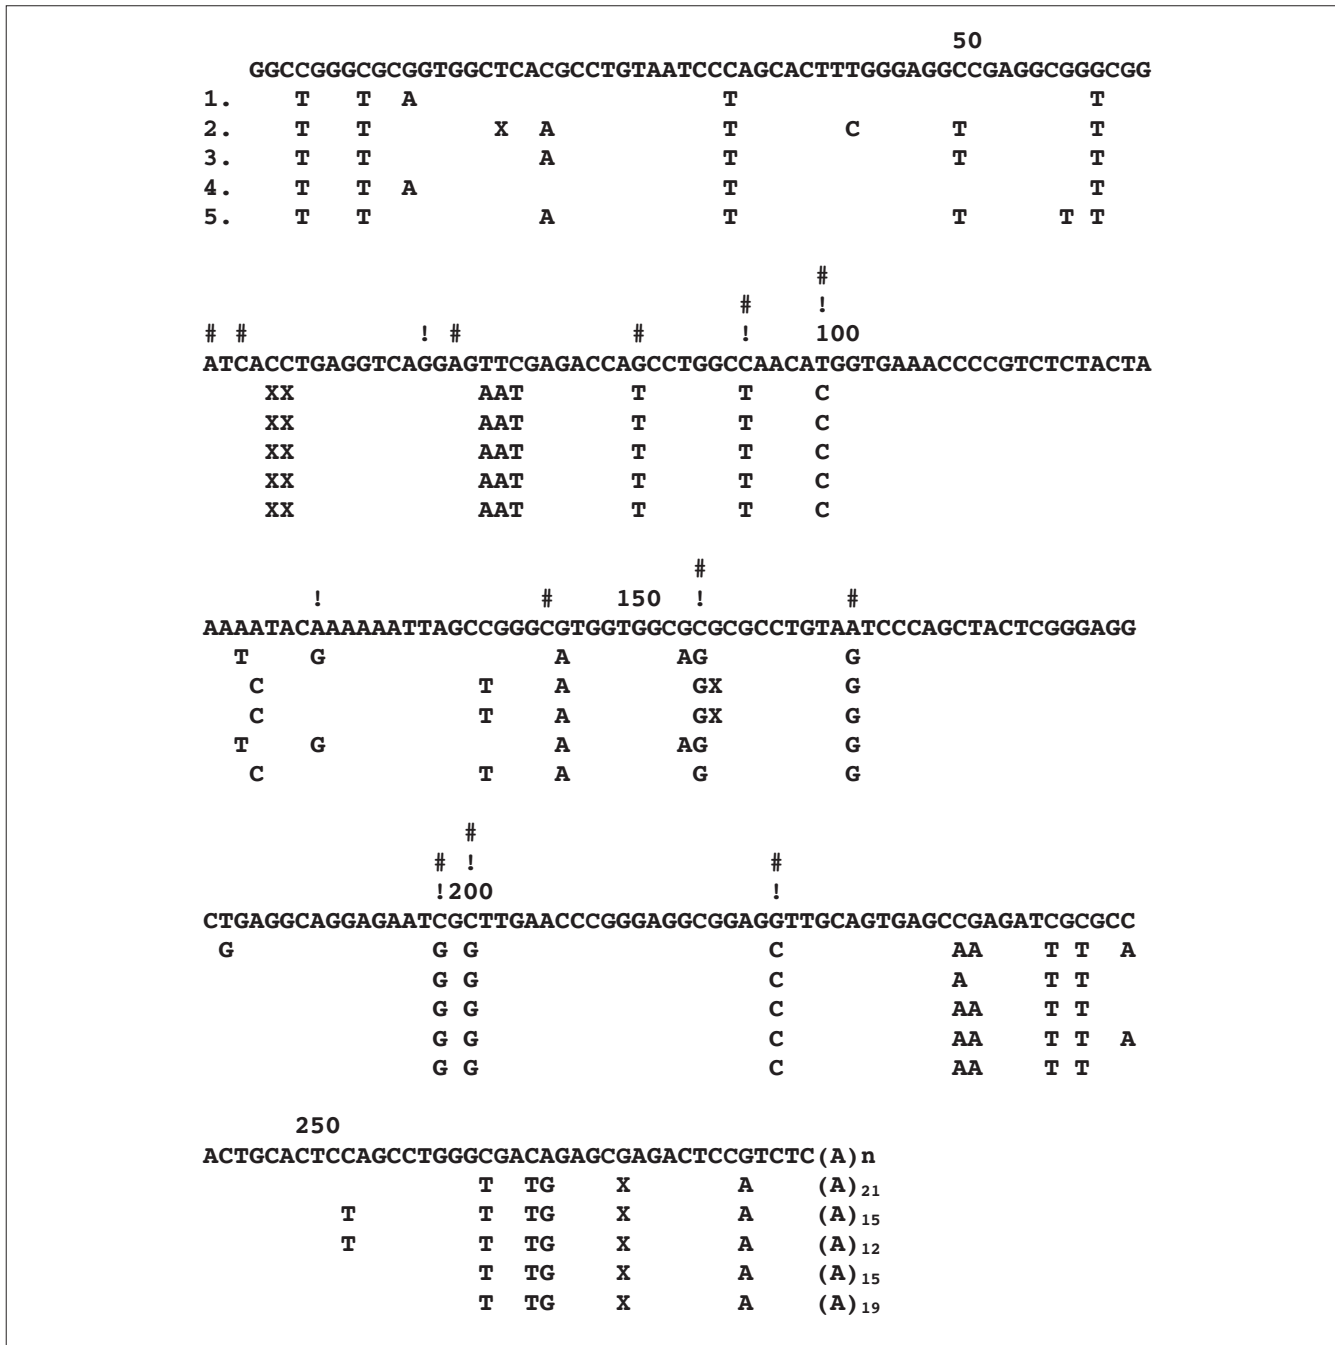 50
GGCCGGGCGCGGTGGCTCACGCCTGTAATCCCAGCACTTTGGGAGGCCGAGGCGGGCGG
1. T T A T T
2. T T X A T C T T
3. T T A T T T
4. T T A T T
5. T T A T T T T
#
# !
# # ! # # ! 100
ATCACCTGAGGTCAGGAGTTCGAGACCAGCCTGGCCAACATGGTGAAACCCCGTCTCTACTA
XX AAT T T C
XX AAT T T C
XX AAT T T C
XX AAT T T C
XX AAT T T C
#
! # 150 ! #
AAAATACAAAAAATTAGCCGGGCGTGGTGGCGCGCGCCTGTAATCCCAGCTACTCGGGAGG
T G A AG G
C T A GX G
C T A GX G
T G A AG G
C T A G G
#
# ! #
!200 !
CTGAGGCAGGAGAATCGCTTGAACCCGGGAGGCGGAGGTTGCAGTGAGCCGAGATCGCGCC
G G G C AA T T A
G G C A T T
G G C AA T T
G G C AA T T A
G G C AA T T
250
ACTGCACTCCAGCCTGGGCGACAGAGCGAGACTCCGTCTC(A)n
T TG X A (A)21
T T TG X A (A)15
T T TG X A (A)12
T TG X A (A)15
T TG X A (A)19